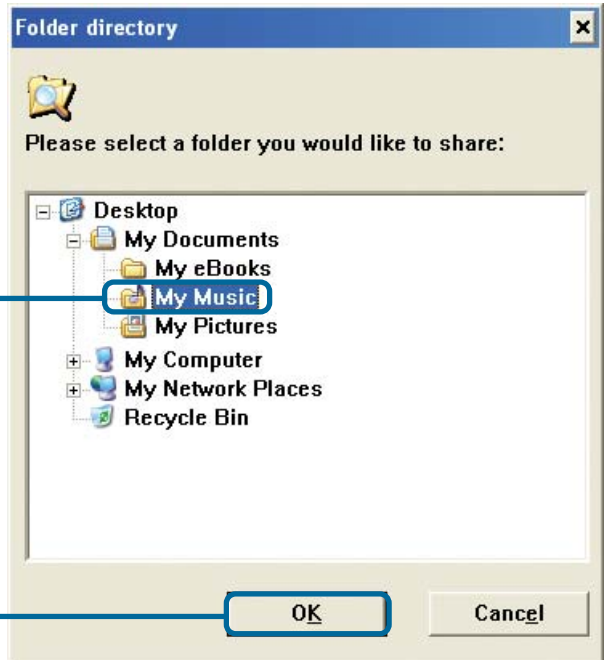 Folder directory
Please select a folder you would like to share:
Desktop
My Documents
My eBooks
My Music
My Pictures
My Computer
My Network Places
Recycle Bin
OK
Cancel